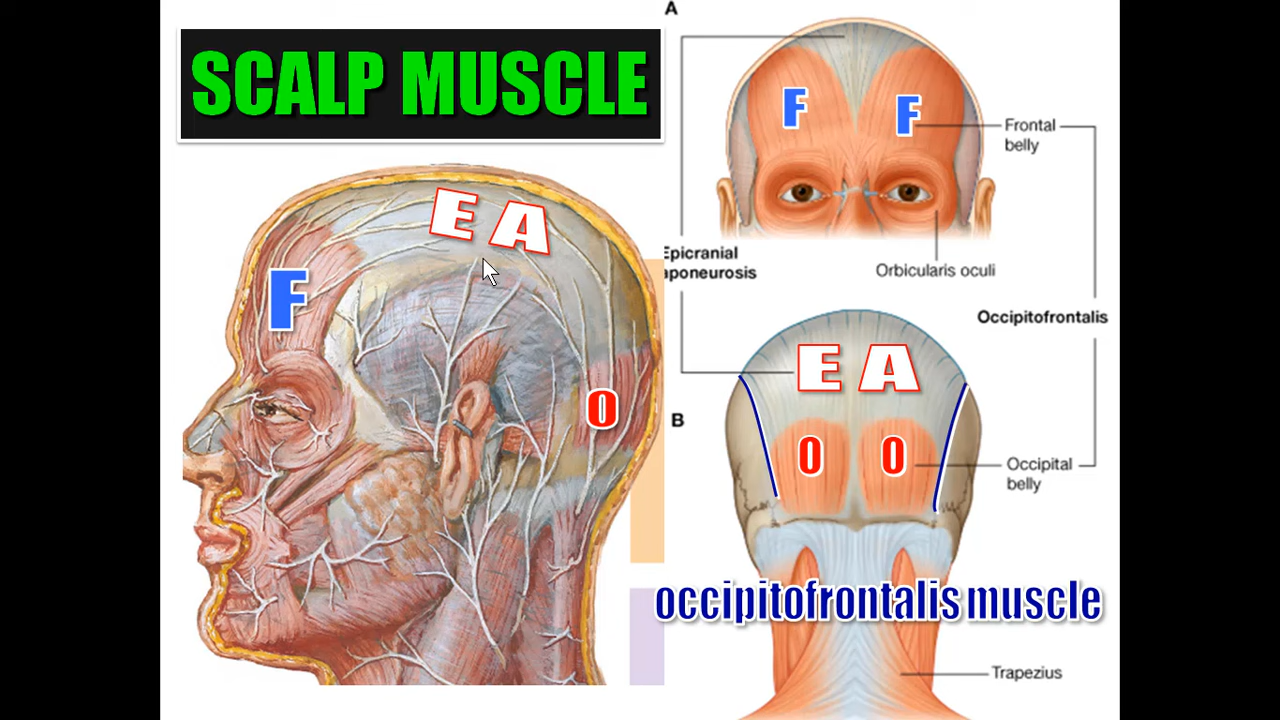 SCALP MUSCLE
A
F
F
Frontal
belly
E A
Epicranial
aponeurosis
Orbicularis oculi
F
Occipitofrontalis
E A
O
B
O
O
Occipital
belly
occipitofrontalis muscle
Trapezius